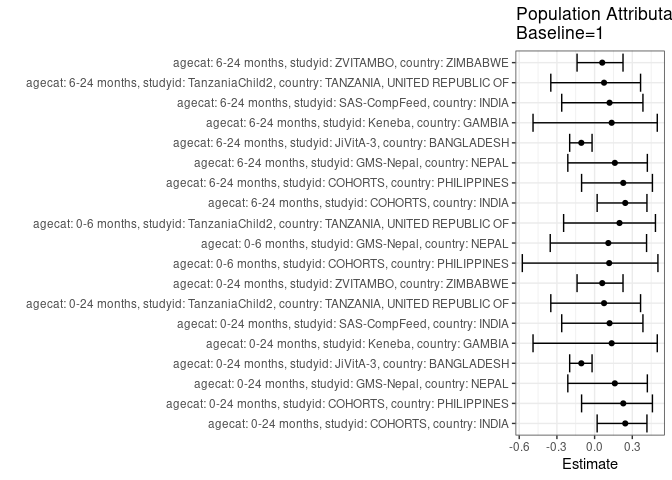 Population Attributa
Baseline=1
agecat: 6-24 months, studyid: ZVITAMBO, country: ZIMBABWE
agecat: 6-24 months, studyid: TanzaniaChild2, country: TANZANIA, UNITED REPUBLIC OF
agecat: 6-24 months, studyid: SAS-CompFeed, country: INDIA
agecat: 6-24 months, studyid: Keneba, country: GAMBIA
agecat: 6-24 months, studyid: JiVitA-3, country: BANGLADESH
agecat: 6-24 months, studyid: GMS-Nepal, country: NEPAL
agecat: 6-24 months, studyid: COHORTS, country: PHILIPPINES
agecat: 6-24 months, studyid: COHORTS, country: INDIA
agecat: 0-6 months, studyid: TanzaniaChild2, country: TANZANIA, UNITED REPUBLIC OF
agecat: 0-6 months, studyid: GMS-Nepal, country: NEPAL
agecat: 0-6 months, studyid: COHORTS, country: PHILIPPINES
agecat: 0-24 months, studyid: ZVITAMBO, country: ZIMBABWE
agecat: 0-24 months, studyid: TanzaniaChild2, country: TANZANIA, UNITED REPUBLIC OF
agecat: 0-24 months, studyid: SAS-CompFeed, country: INDIA
agecat: 0-24 months, studyid: Keneba, country: GAMBIA
agecat: 0-24 months, studyid: JiVitA-3, country: BANGLADESH
agecat: 0-24 months, studyid: GMS-Nepal, country: NEPAL
agecat: 0-24 months, studyid: COHORTS, country: PHILIPPINES
agecat: 0-24 months, studyid: COHORTS, country: INDIA
-0.6 -0.3 0.0 0.3
Estimate